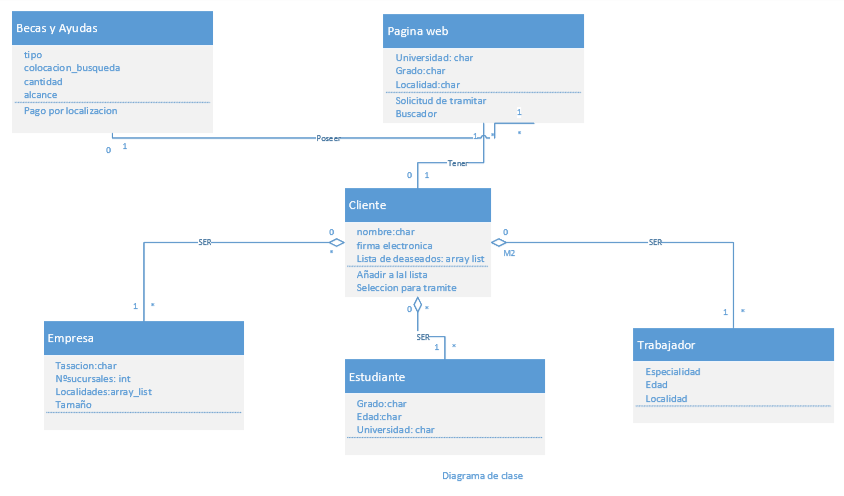 Becas y Ayudas
tipo
colocacion_busqueda
cantidad
alcance
Pago por localizacion
Pagina web
Universidad: char
Grado:char
Localidad:char
Solicitud de tramitar
Buscador
1
*
0
1
Poseer
1
*
Tener
0
1
Cliente
nombre:char
firma electronica
Lista de deaseados: array list
Añadir a lal lista
Seleccion para tramite
SER
0
*
1
*
0
M2
SER
1
*
0
*
SER
1
*
Empresa
Tasacion:char
Nºsucursales: int
Localidades:array_list
Tamaño
Estudiante
Grado:char
Edad:char
Universidad: char
Trabajador
Especialidad
Edad
Localidad
Diagrama de clase